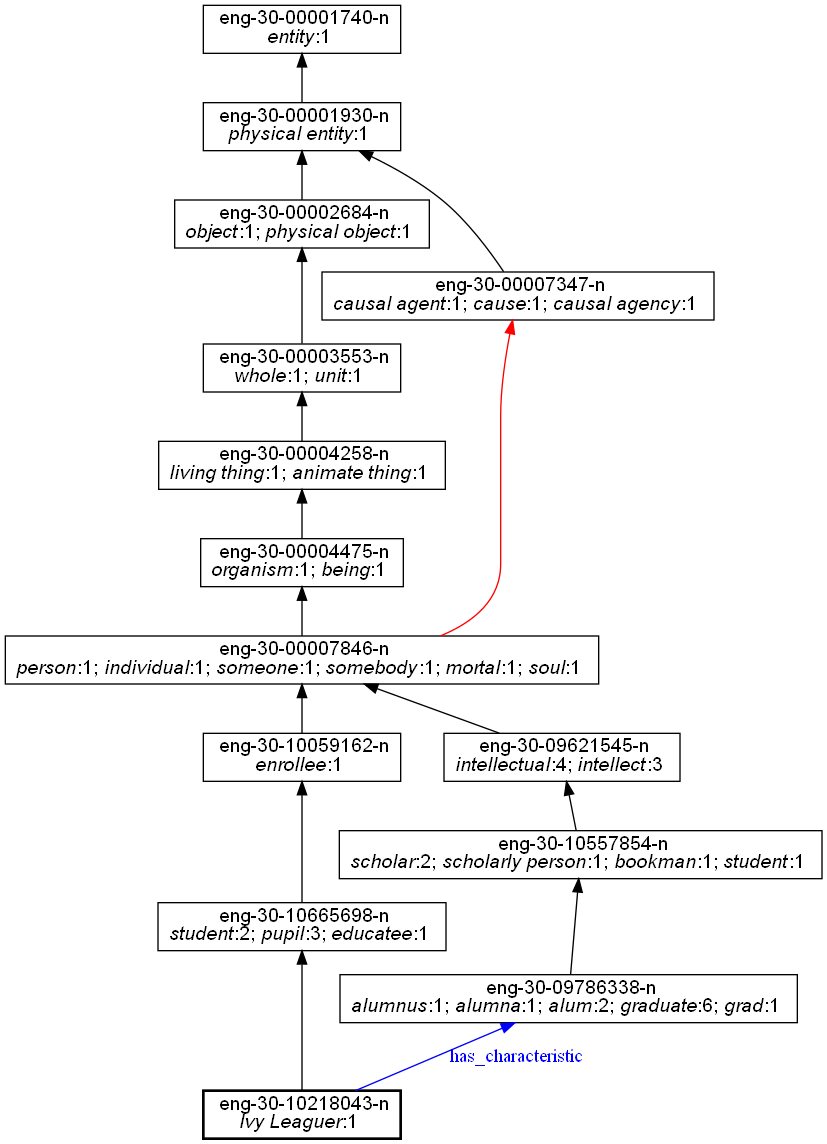 eng-30-00001740-n
entity:1
eng-30-00001930-n
physical entity:1
eng-30-00002684-n
object:1; physical object:1
eng-30-00007347-n
causal agent:1; cause:1; causal agency:1
eng-30-00003553-n
whole:1; unit:1
eng-30-00004258-n
living thing:1; animate thing:1
eng-30-00004475-n
organism:1; being:1
eng-30-00007846-n
person:1; individual:1; someone:1; somebody:1; mortal:1; soul:1
eng-30-10059162-n
enrollee:1
eng-30-09621545-n
intellectual:4; intellect:3
eng-30-10557854-n
scholar:2; scholarly person:1; bookman:1; student:1
eng-30-10665698-n
student:2; pupil:3; educatee:1
eng-30-09786338-n
alumnus:1; alumna:1; alum:2; graduate:6; grad:1
has_characteristic
eng-30-10218043-n
Ivy Leaguer:1